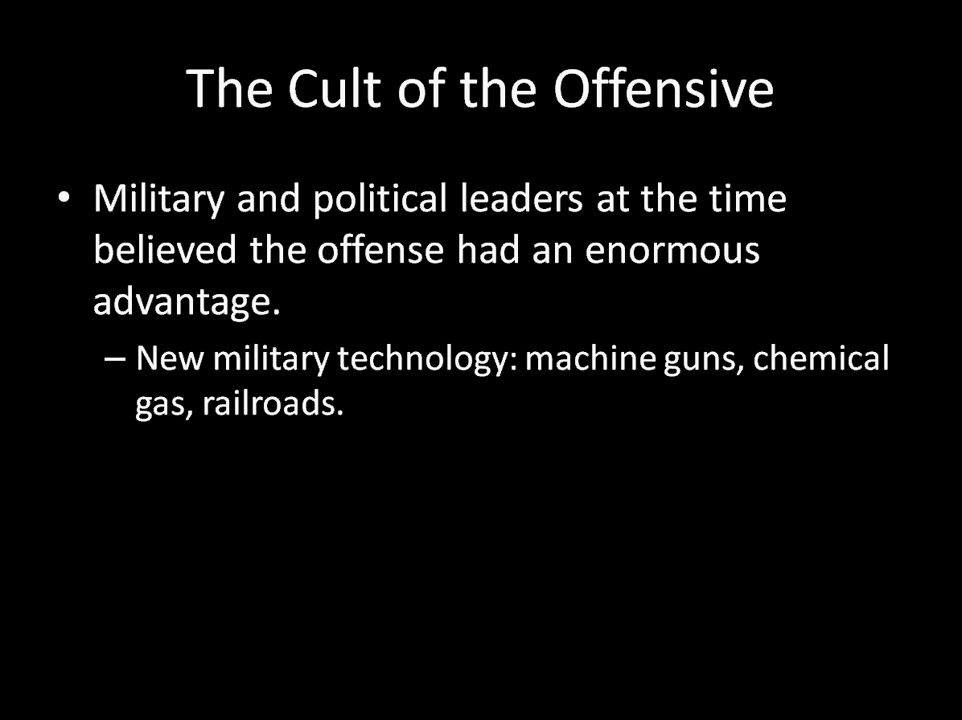 The Cult of the Offensive
• Military and political leaders at the time
believed the offense had an enormous
advantage.
– New military technology: machine guns, chemical
gas, railroads.